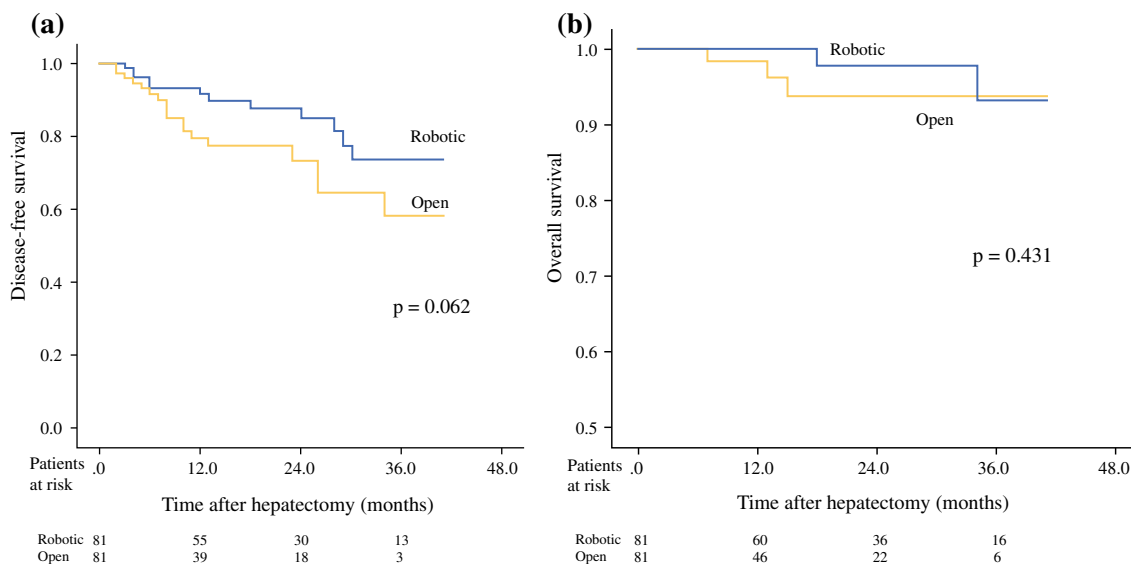 (a)
1.0
0.8
0.6
0.4
0.2
0.0
Disease-free survival
Robotic
Open
p = 0.062
Patients
at risk
.0 12.0 24.0 36.0 48.0
Time after hepatectomy (months)
Robotic 81 55 30 13
Open 81 39 18 3
(b)
1.0
0.9
0.8
0.7
0.6
0.5
Overall survival
Robotic
Open
p = 0.431
Patients
at risk
.0 12.0 24.0 36.0 48.0
Time after hepatectomy (months)
Robotic 81 60 36 16
Open 81 46 22 6